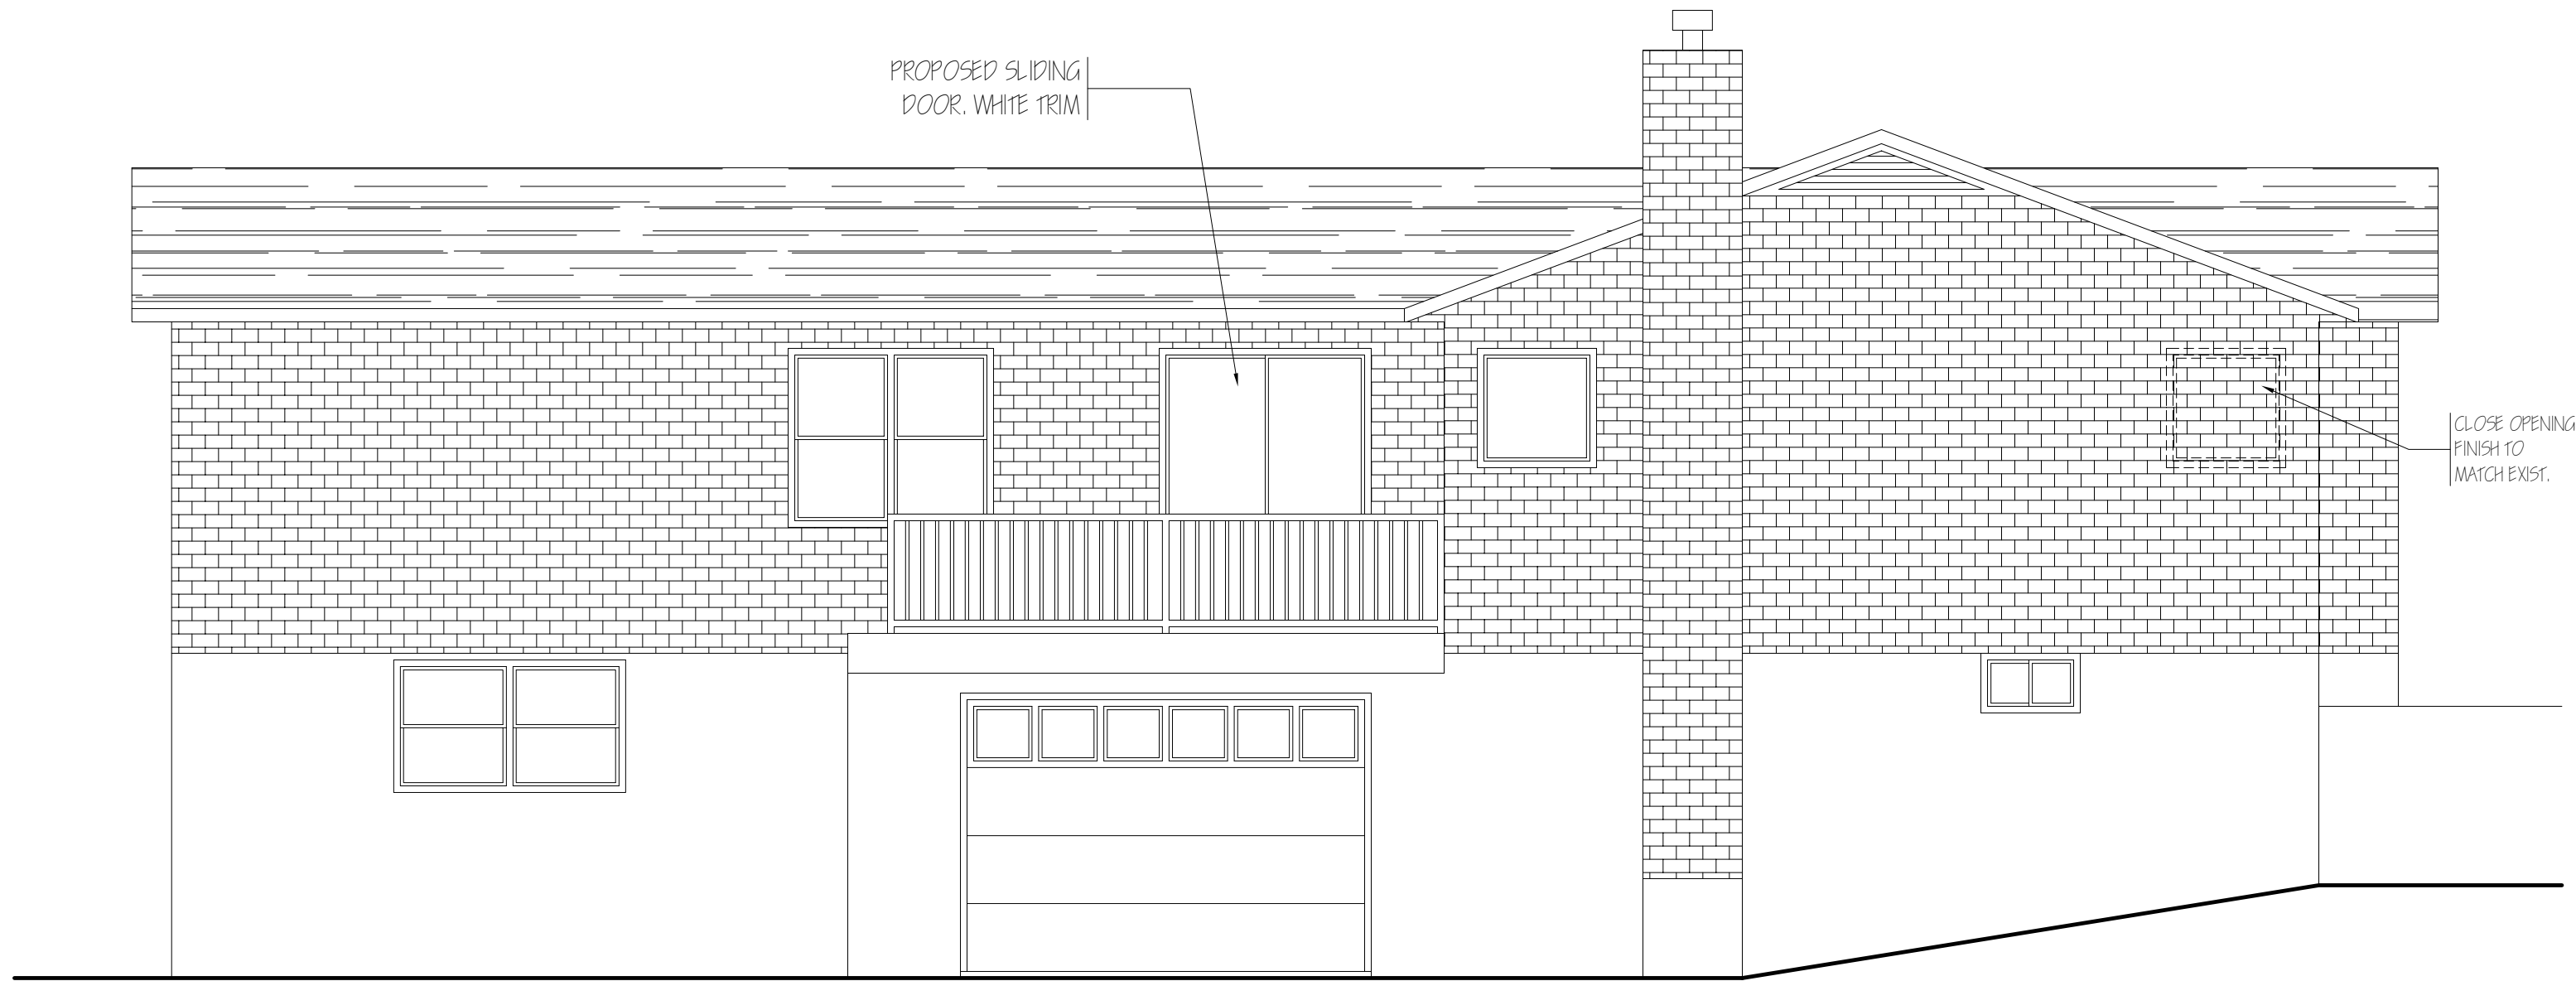 PROPOSED SLIDING
DOOR. WHITE TRIM
CLOSE OPENING
FINISH TO
MATCH EXIST.